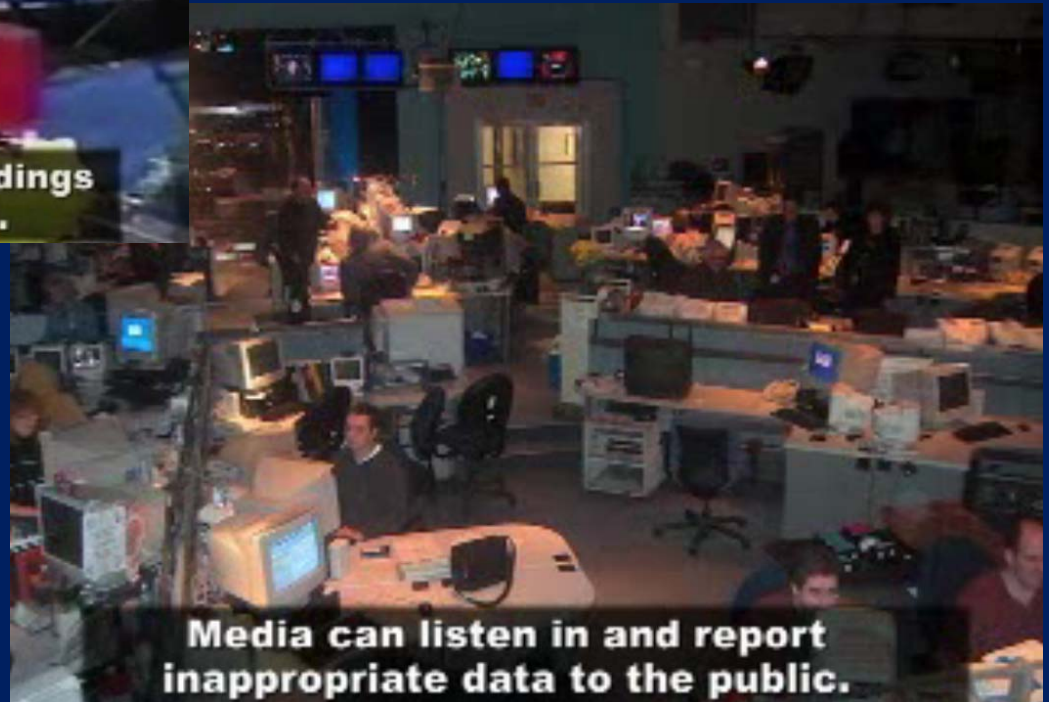 dings
.
Media can listen in and report
inappropriate data to the public.